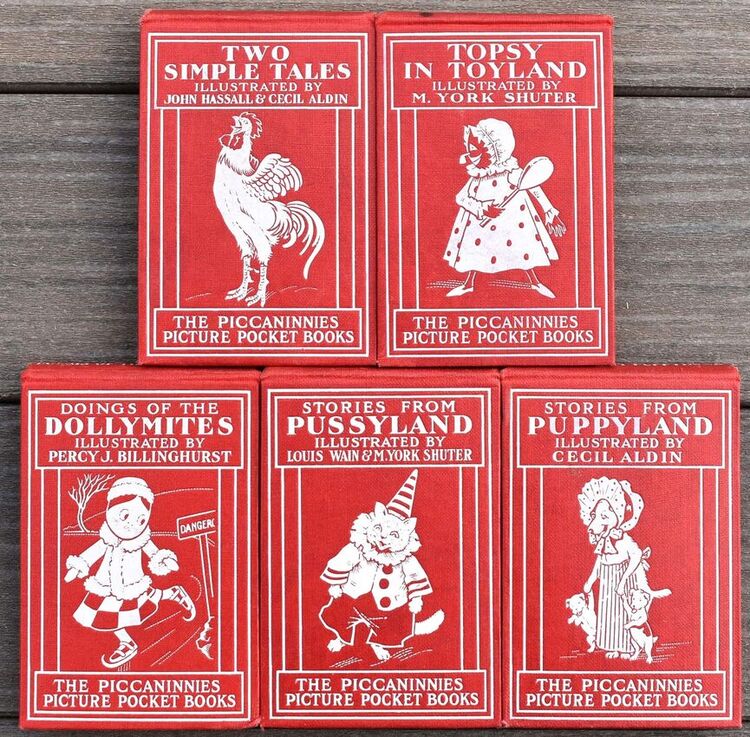 TWO
SIMPLE TALES
ILLUSTRATED BY
JOHN HASSALL & CECIL ALDIN
THE PICCANINNIES
PICTURE POCKET BOOKS
TOPSY
IN TOYLAND
ILLUSTRATED BY
M. YORK SHUTER
THE PICCANINNIES
PICTURE POCKET BOOKS
DOINGS OF THE
DOLLYMITES
ILLUSTRATED BY
PERCY J. BILLINGHURST
DANGER
THE PICCANINNIES
PICTURE POCKET BOOKS
STORIES FROM
PUSSYLAND
ILLUSTRATED BY
LOUIS WAIN & M. YORK SHUTER
THE PICCANINNIES
PICTURE POCKET BOOKS
STORIES FROM
PUPPYLAND
ILLUSTRATED BY
CECIL ALDIN
THE PICCANINNIES
PICTURE POCKET BOOKS